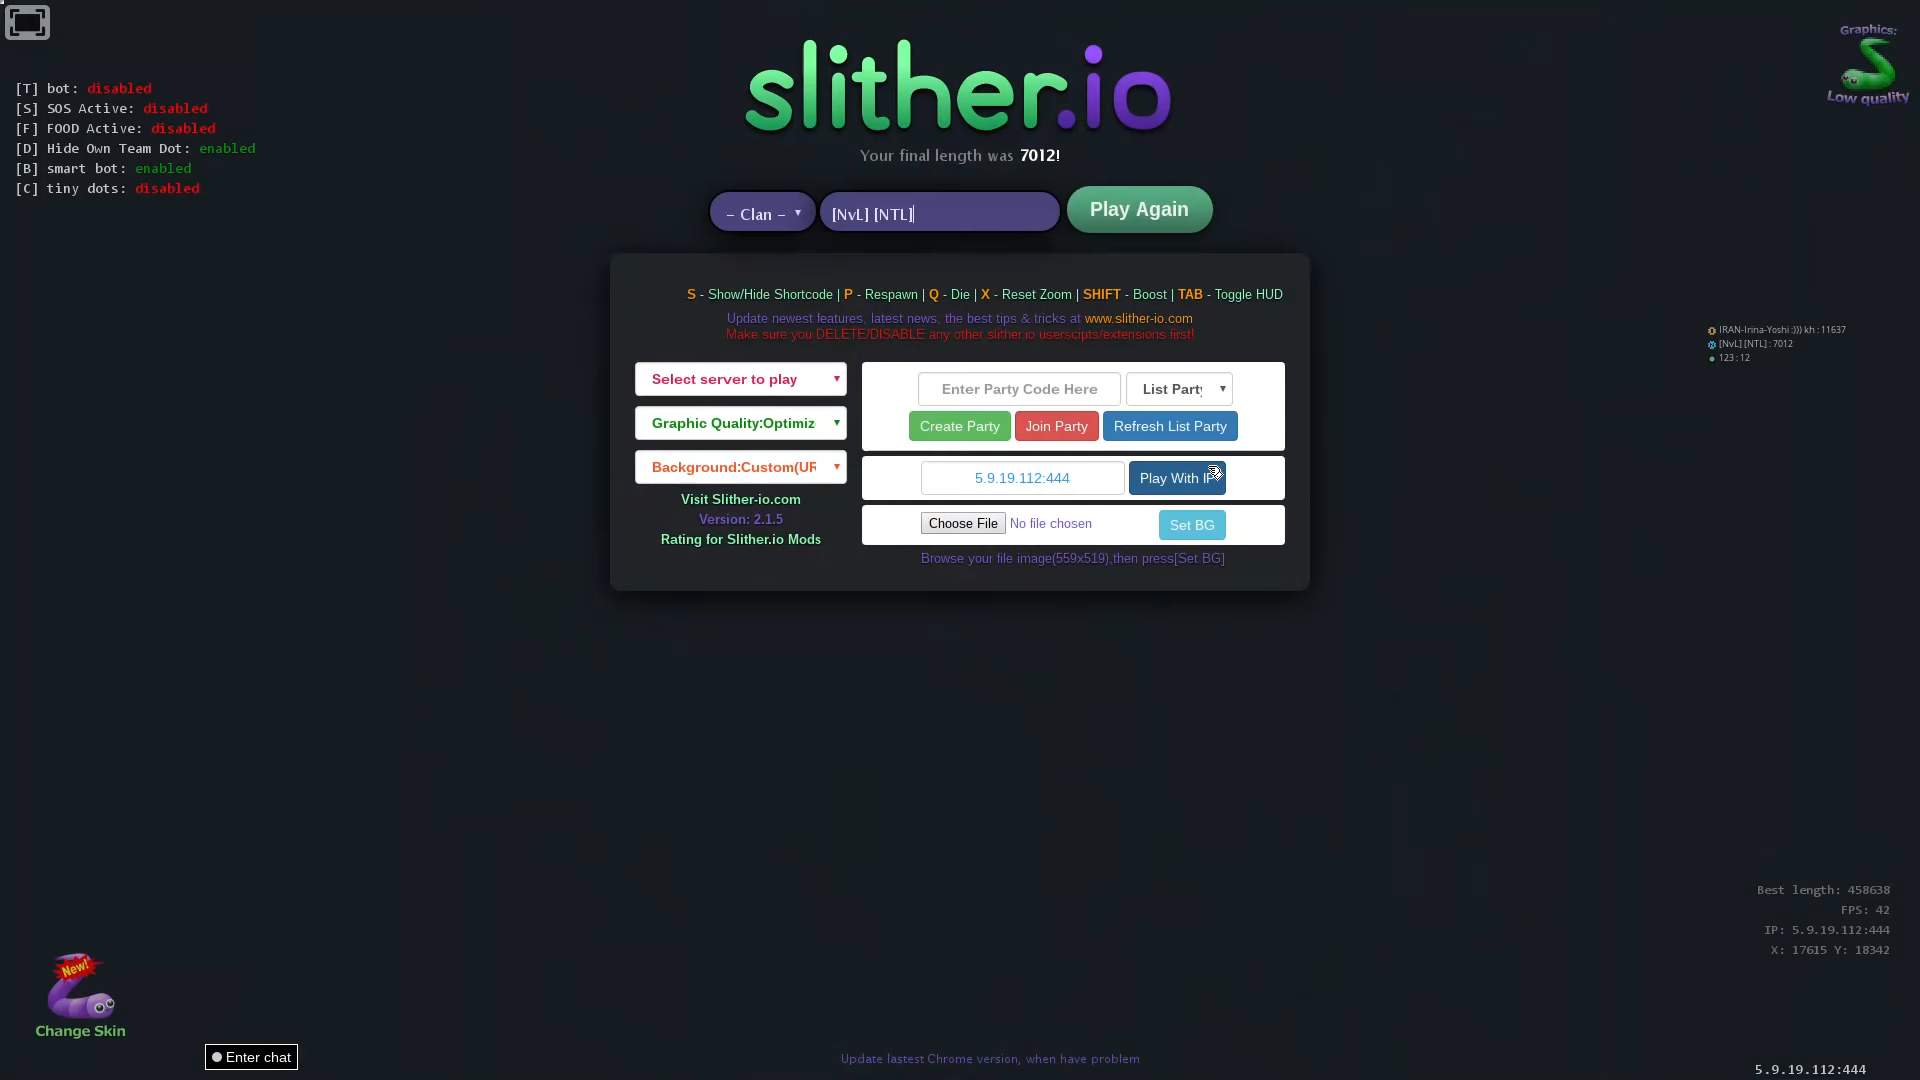 Graphics:
Low quality
slither.io
[T] bot: disabled
[S] SOS Active: disabled
[F] FOOD Active: disabled
[D] Hide Own Team Dot: enabled
[B] smart bot: enabled
[C] tiny dots: disabled
Your final length was 7012!
- Clan -
[NvL] [NTL]
Play Again
S - Show/Hide Shortcode | P - Respawn | Q - Die | X - Reset Zoom | SHIFT - Boost | TAB - Toggle HUD
Update newest features, latest news, the best tips & tricks at www.slither-io.com
Make sure you DELETE/DISABLE any other slither.io userscipts/extensions first!
IRAN-Irina-Yoshi :))) kh : 11637
[NvL] [NTL] : 7012
123 : 12
Select server to play
Graphic Quality:Optimiz
Background:Custom(UR
Visit Slither-io.com
Version: 2.1.5
Rating for Slither.io Mods
Enter Party Code Here
List Party
Create Party
Join Party
Refresh List Party
5.9.19.112:444
Play With IP
Choose File No file chosen
Set BG
Browse your file image(559x519),then press[Set BG]
Best length: 458638
FPS: 42
IP: 5.9.19.112:444
X: 17615 Y: 18342
New!
Change Skin
Enter chat
Update lastest Chrome version, when have problem
5.9.19.112:444